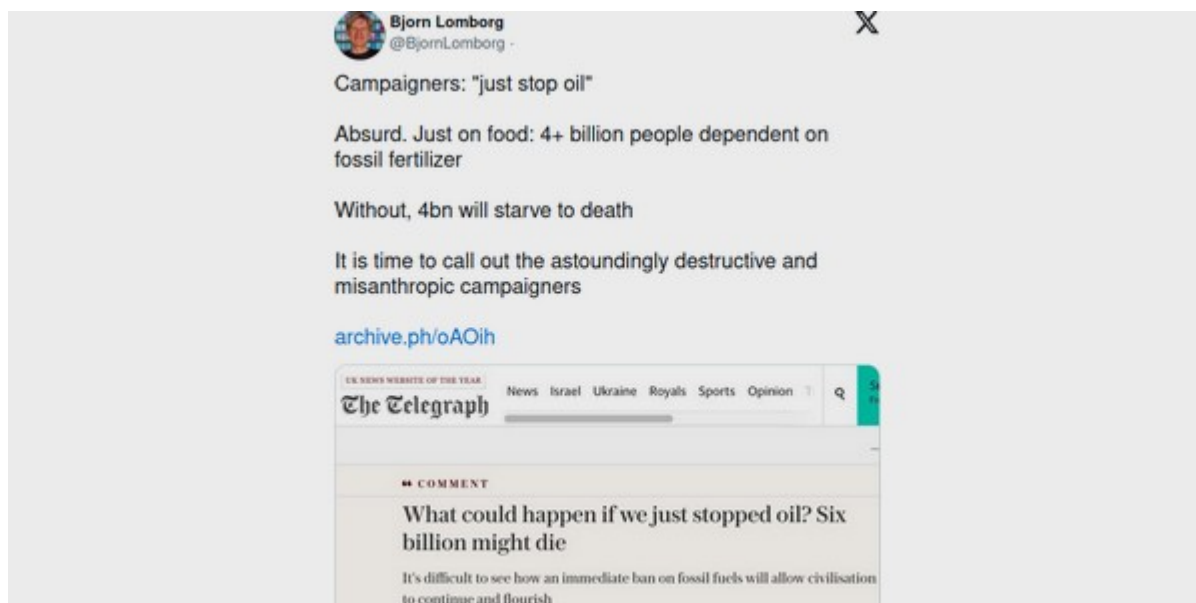 Bjorn Lomborg
@BjornLomborg ·
Campaigners: "just stop oil"
Absurd. Just on food: 4+ billion people dependent on
fossil fertilizer
Without, 4bn will starve to death
It is time to call out the astoundingly destructive and
misanthropic campaigners
archive.ph/oAOih
UK NEWS WEBSITE OF THE YEAR
The Telegraph
News Israel Ukraine Royals Sports Opinion
COMMENT
What could happen if we just stopped oil? Six
billion might die
It's difficult to see how an immediate ban on fossil fuels will allow civilisation
to continue and flourish